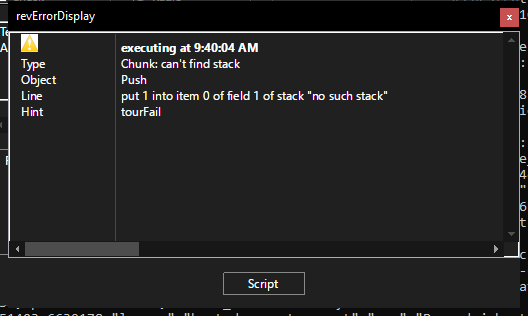 revErrorDisplay
executing at 9:40:04 AM
Type Chunk: can't find stack
Object Push
Line put 1 into item 0 of field 1 of stack "no such stack"
Hint tourFail
Script